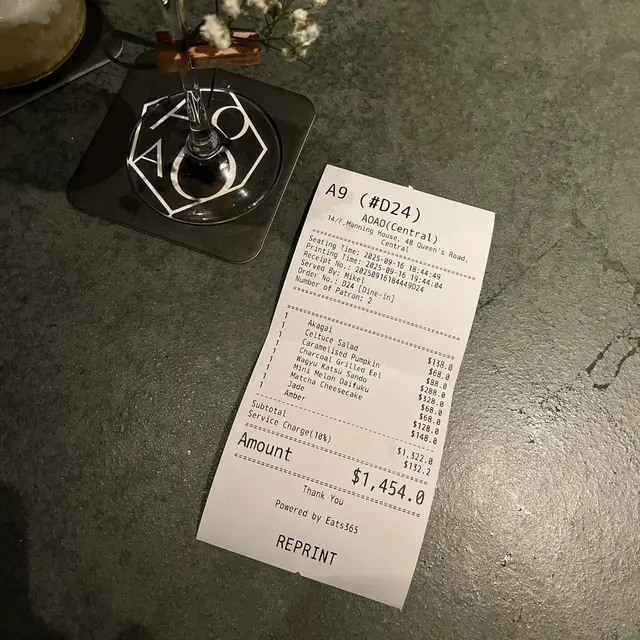 AOAO
A9 (#D24)
AOAO(Central)
14/F,Manning House, 48 Queen's Road,
Central
Seating Time: 2025-09-16 18:44:49
Printing Time: 2025-09-16 19:44:04
Receipt No.: 20250916184449D24
Served By: Mikel
Order No.: D24 [Dine-in]
Number of Patron: 2
1 Akagai $138.0
1 Celtuce Salad $68.0
1 Caramelised Pumpkin $88.0
1 Charcoal Grilled Eel $288.0
1 Wagyu Katsu Sando $328.0
1 Mini Melon Daifuku $68.0
1 Matcha Cheesecake $68.0
1 Jade $128.0
1 Amber $148.0
Subtotal $1,322.0
Service Charge(10%) $132.2
Amount $1,454.0
Thank You
Powered by Eats365
REPRINT